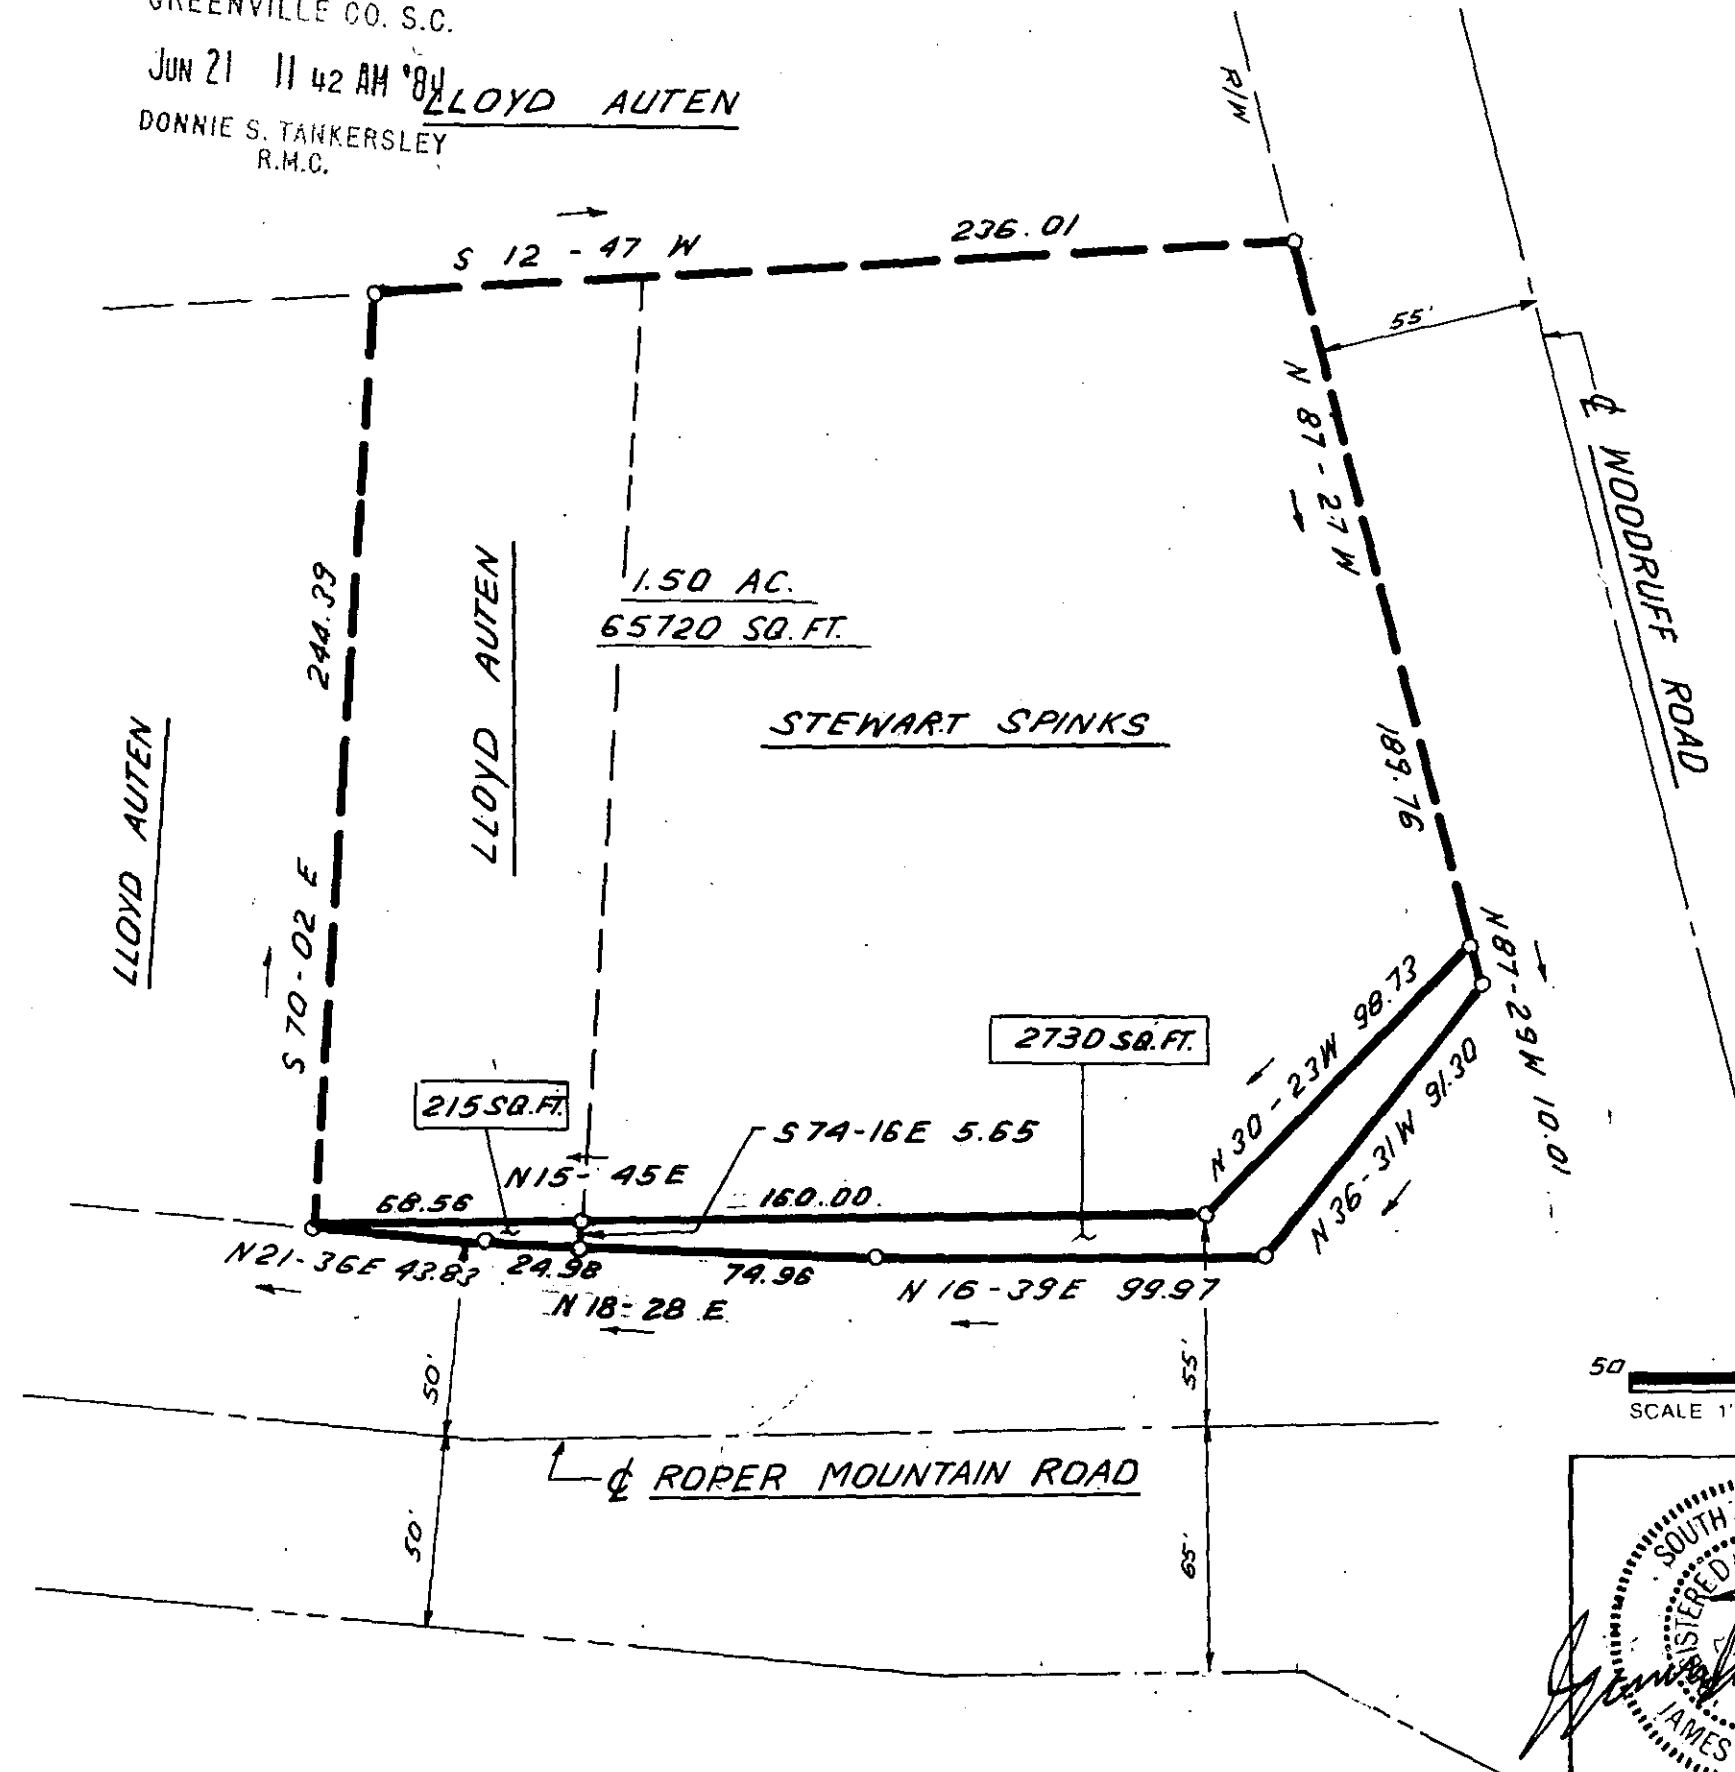 GREENVILLE CO. S.C.
JUN 21 11 42 AM '84
DONNIE S. TANKERSLEY
R.M.C.
LLOYD AUTEN
R/W
S 12 - 47 W 236.01
55'
N 87 - 27 W 189.76
℄ WOODRUFF ROAD
244.39
S 70 - 02 E
LLOYD AUTEN
LLOYD AUTEN
1.50 AC.
65720 SQ. FT.
STEWART SPINKS
N 87 - 29 W 10.01
N 30 - 23 W 98.73
N 36 - 31 W 91.30
2730 SQ. FT.
215 SQ. FT.
S 74-16 E 5.65
N 15 - 45 E
68.56
160.00
N 21 - 36 E 43.83
24.98
74.96
N 18 - 28 E
N 16 - 39 E 99.97
50'
55'
50
SCALE 1"
℄ ROPER MOUNTAIN ROAD
50'
65'
SOUTH
JAMES